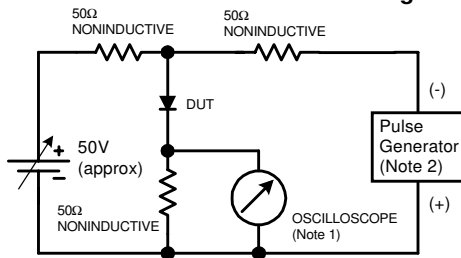 50Ω
NONINDUCTIVE
50Ω
NONINDUCTIVE
(-)
DUT
Pulse
Generator
(Note 2)
+
50V
(approx)
−
50Ω
NONINDUCTIVE
(+)
OSCILLOSCOPE
(Note 1)